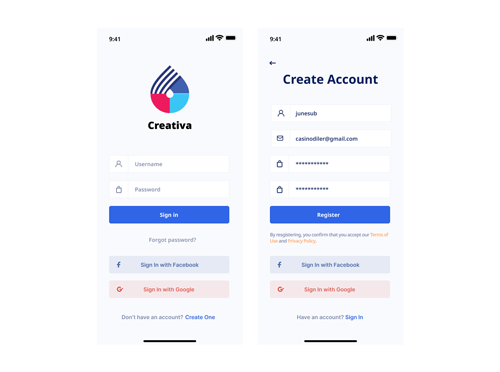 9:41
Creativa
Username
Password
Sign in
Forgot password?
Sign In with Facebook
Sign In with Google
Don't have an account? Create One
9:41
Create Account
junesub
casinodiler@gmail.com
***********
***********
Register
By resgistering, you confirm that you accept our Terms of
Use and Privacy Policy.
Sign In with Facebook
Sign In with Google
Have an account? Sign In